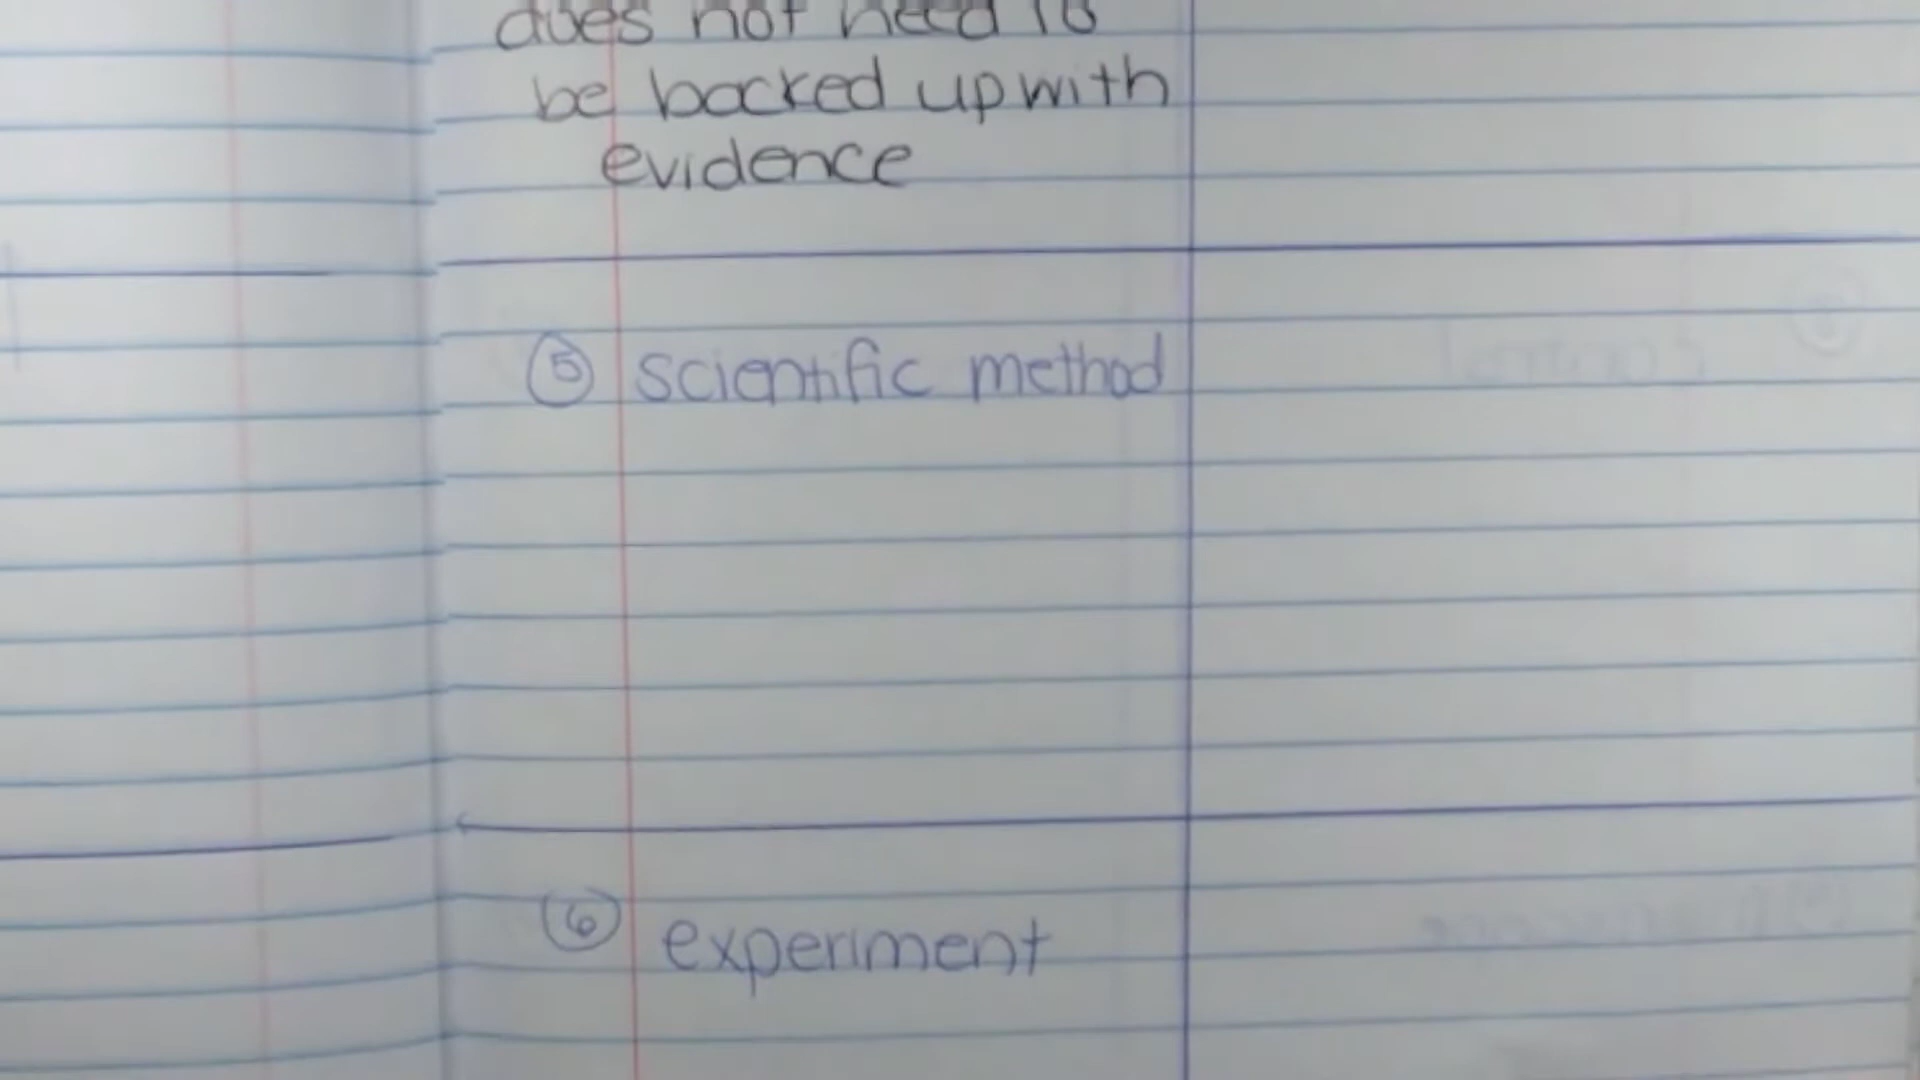 does not need to
be backed up with
evidence
5 scientific method
6 experiment